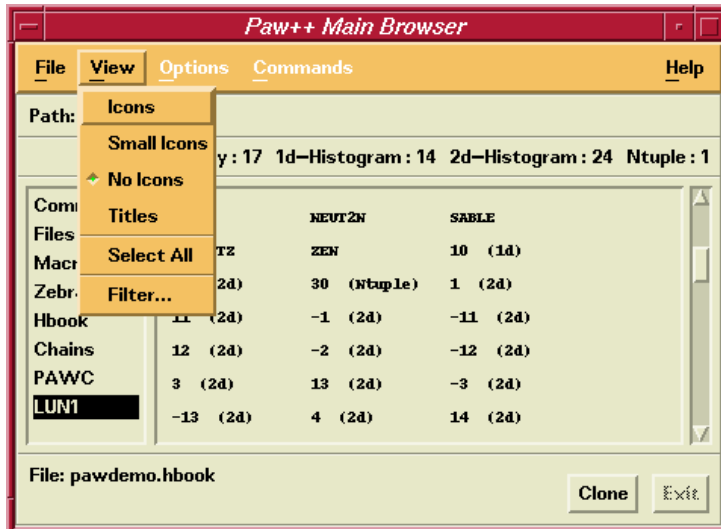 Paw++ Main Browser
File View Options Commands Help
Path:
Icons
Small Icons
No Icons
Titles
Select All
Filter...
y : 17 1d-Histogram : 14 2d-Histogram : 24 Ntuple : 1
Com
Files
Macr
Zebr
Hbook
Chains
PAWC
LUN1
NEUT2N SABLE
TZ ZEN 10 (1d)
2d) 30 (Ntuple) 1 (2d)
11 (2d) -1 (2d) -11 (2d)
12 (2d) -2 (2d) -12 (2d)
3 (2d) 13 (2d) -3 (2d)
-13 (2d) 4 (2d) 14 (2d)
File: pawdemo.hbook
Clone Exit